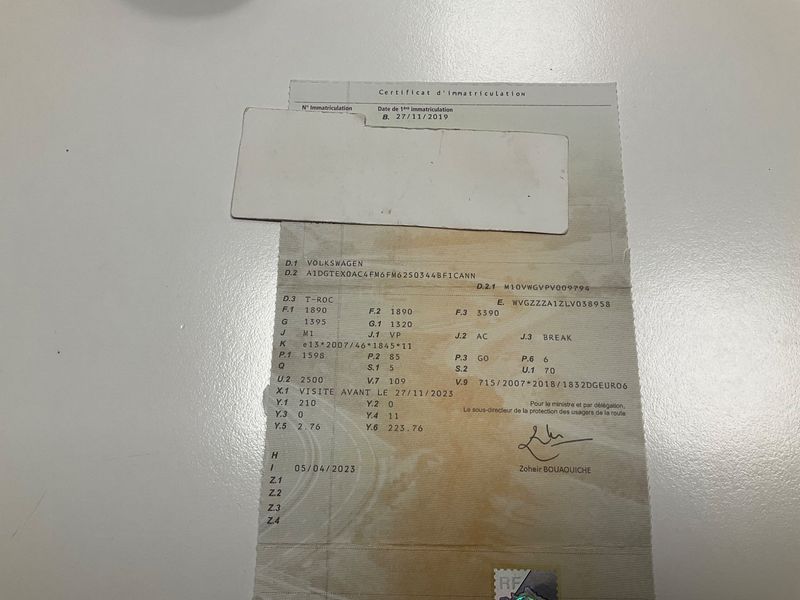 Certificat d'immatriculation
N° Immatriculation Date de 1ère immatriculation
B. 27/11/2019
D.1 VOLKSWAGEN
D.2 A1DGTEX0AC4FM6FM62S0344BF1CANN
D.2.1 M10VWGVPV009794
D.3 T-ROC E. WVGZZZA1ZLV038958
F.1 1890 F.2 1890 F.3 3390
G 1395 G.1 1320
J M1 J.1 VP J.2 AC J.3 BREAK
K e13*2007/46*1845*11
P.1 1598 P.2 85 P.3 GO P.6 6
Q S.1 5 S.2 U.1 70
U.2 2500 V.7 109 V.9 715/2007*2018/1832DGEURO6
X.1 VISITE AVANT LE 27/11/2023
Y.1 210 Y.2 0
Y.3 0 Y.4 11
Y.5 2.76 Y.6 223.76
Pour le ministre et par délégation,
Le sous-directeur de la protection des usagers de la route
Zoheir BOUAOUICHE
H
I 05/04/2023
Z.1
Z.2
Z.3
Z.4
RF